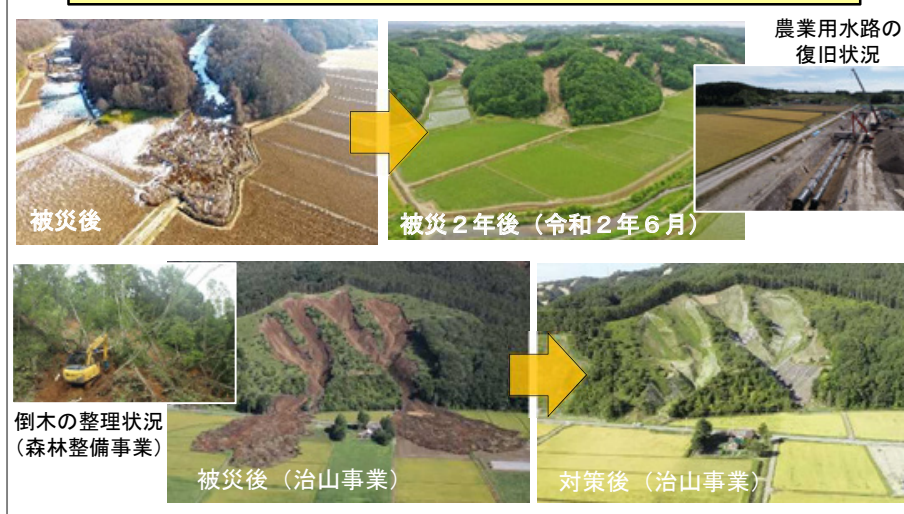 農業用水路の
復旧状況
被災後
被災２年後（令和２年６月）
倒木の整理状況
（森林整備事業）
被災後（治山事業）
対策後（治山事業）